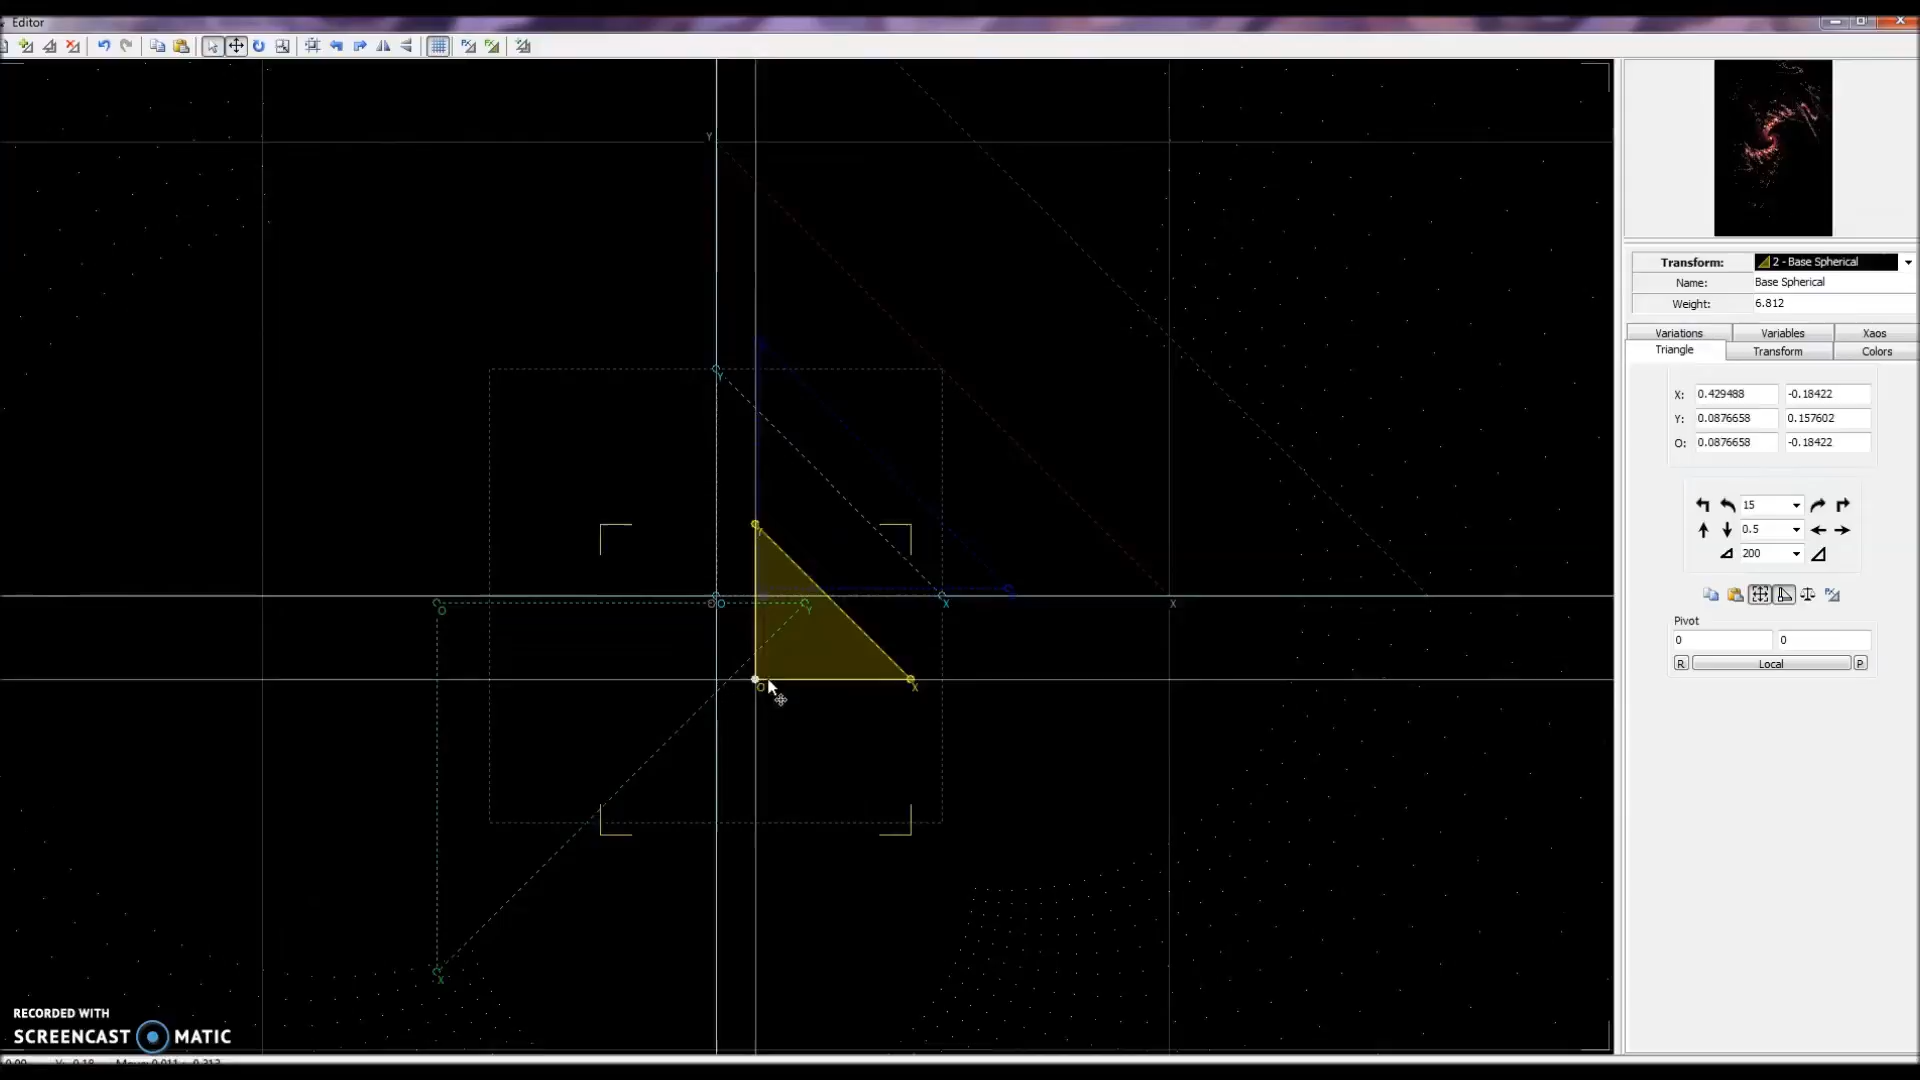 Editor
Transform: 2 - Base Spherical
Name: Base Spherical
Weight: 6.812
Variations Variables Xaos
Triangle Transform Colors
X: 0.429488 -0.18422
Y: 0.0876658 0.157602
O: 0.0876658 -0.18422
15
0.5
200
Pivot
0 0
R Local P
Y
Y
Y
X
X
O
O
Y
O
X
X
RECORDED WITH
SCREENCAST MATIC